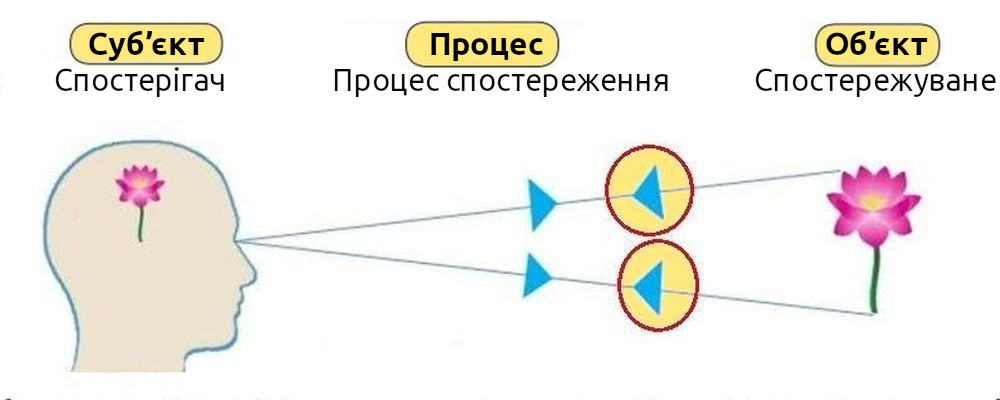 Суб’єкт Процес Об’єкт
Спостерігач Процес спостереження Спостережуване